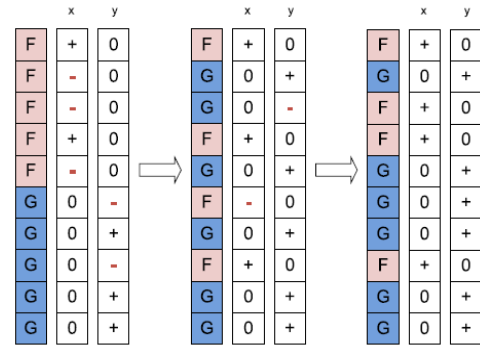 x y x y x y
F + 0 F + 0 F + 0
F - 0 G 0 + G 0 +
F - 0 G 0 - F + 0
F + 0 F + 0 F + 0
F - 0 G 0 + G 0 +
G 0 - F - 0 G 0 +
G 0 + G 0 + G 0 +
G 0 - F + 0 F + 0
G 0 + G 0 + G 0 +
G 0 + G 0 + G 0 +